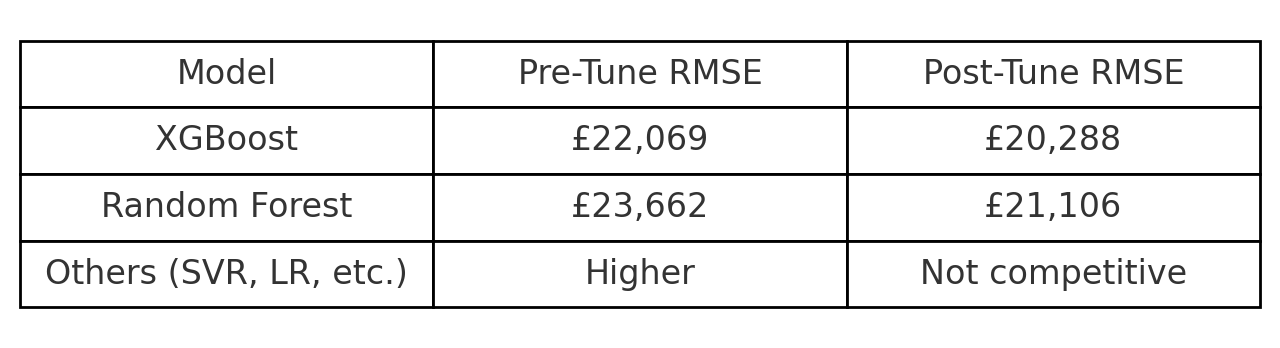 Model Pre-Tune RMSE Post-Tune RMSE
XGBoost £22,069 £20,288
Random Forest £23,662 £21,106
Others (SVR, LR, etc.) Higher Not competitive